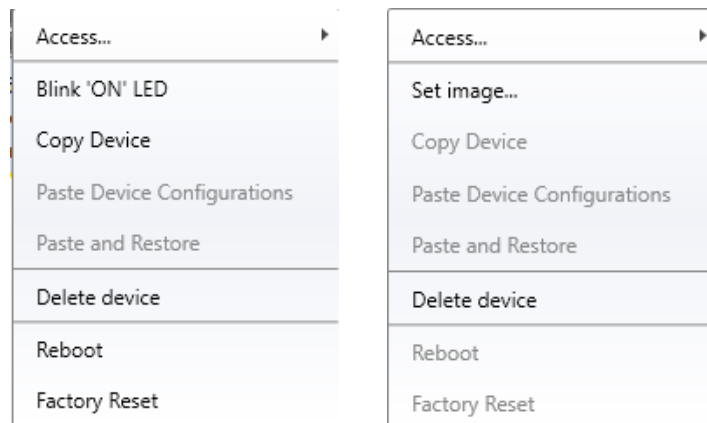 Access...
Blink 'ON' LED
Copy Device
Paste Device Configurations
Paste and Restore
Delete device
Reboot
Factory Reset
Access...
Set image...
Copy Device
Paste Device Configurations
Paste and Restore
Delete device
Reboot
Factory Reset